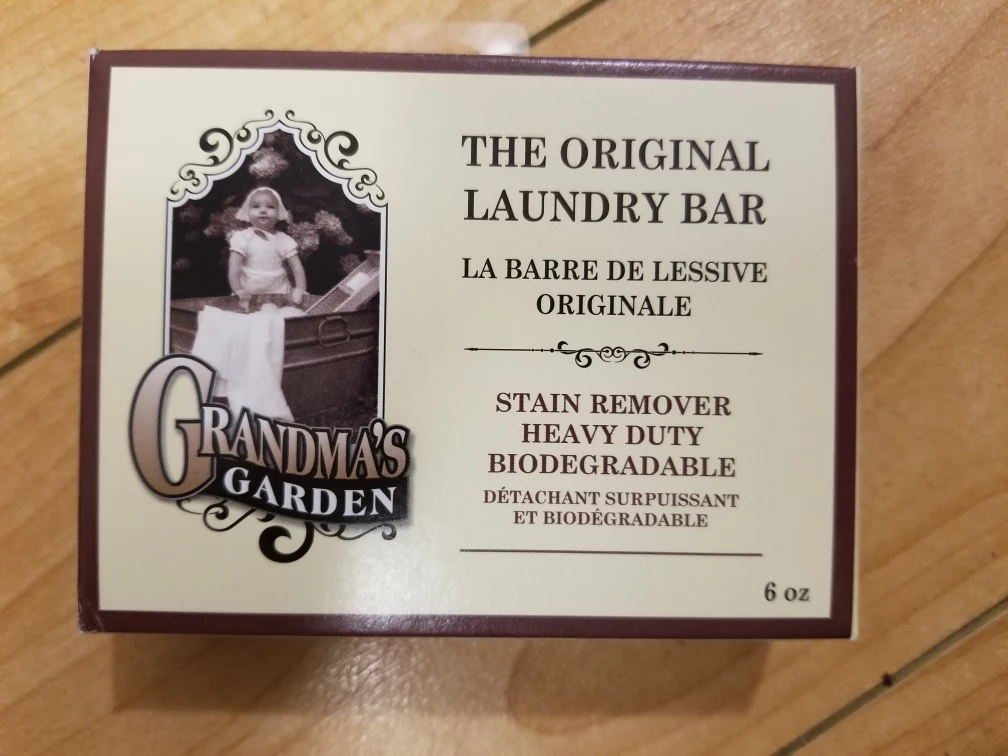 GRANDMA'S
GARDEN
THE ORIGINAL
LAUNDRY BAR
LA BARRE DE LESSIVE
ORIGINALE
STAIN REMOVER
HEAVY DUTY
BIODEGRADABLE
DÉTACHANT SURPUISSANT
ET BIODÉGRADABLE
6 oz